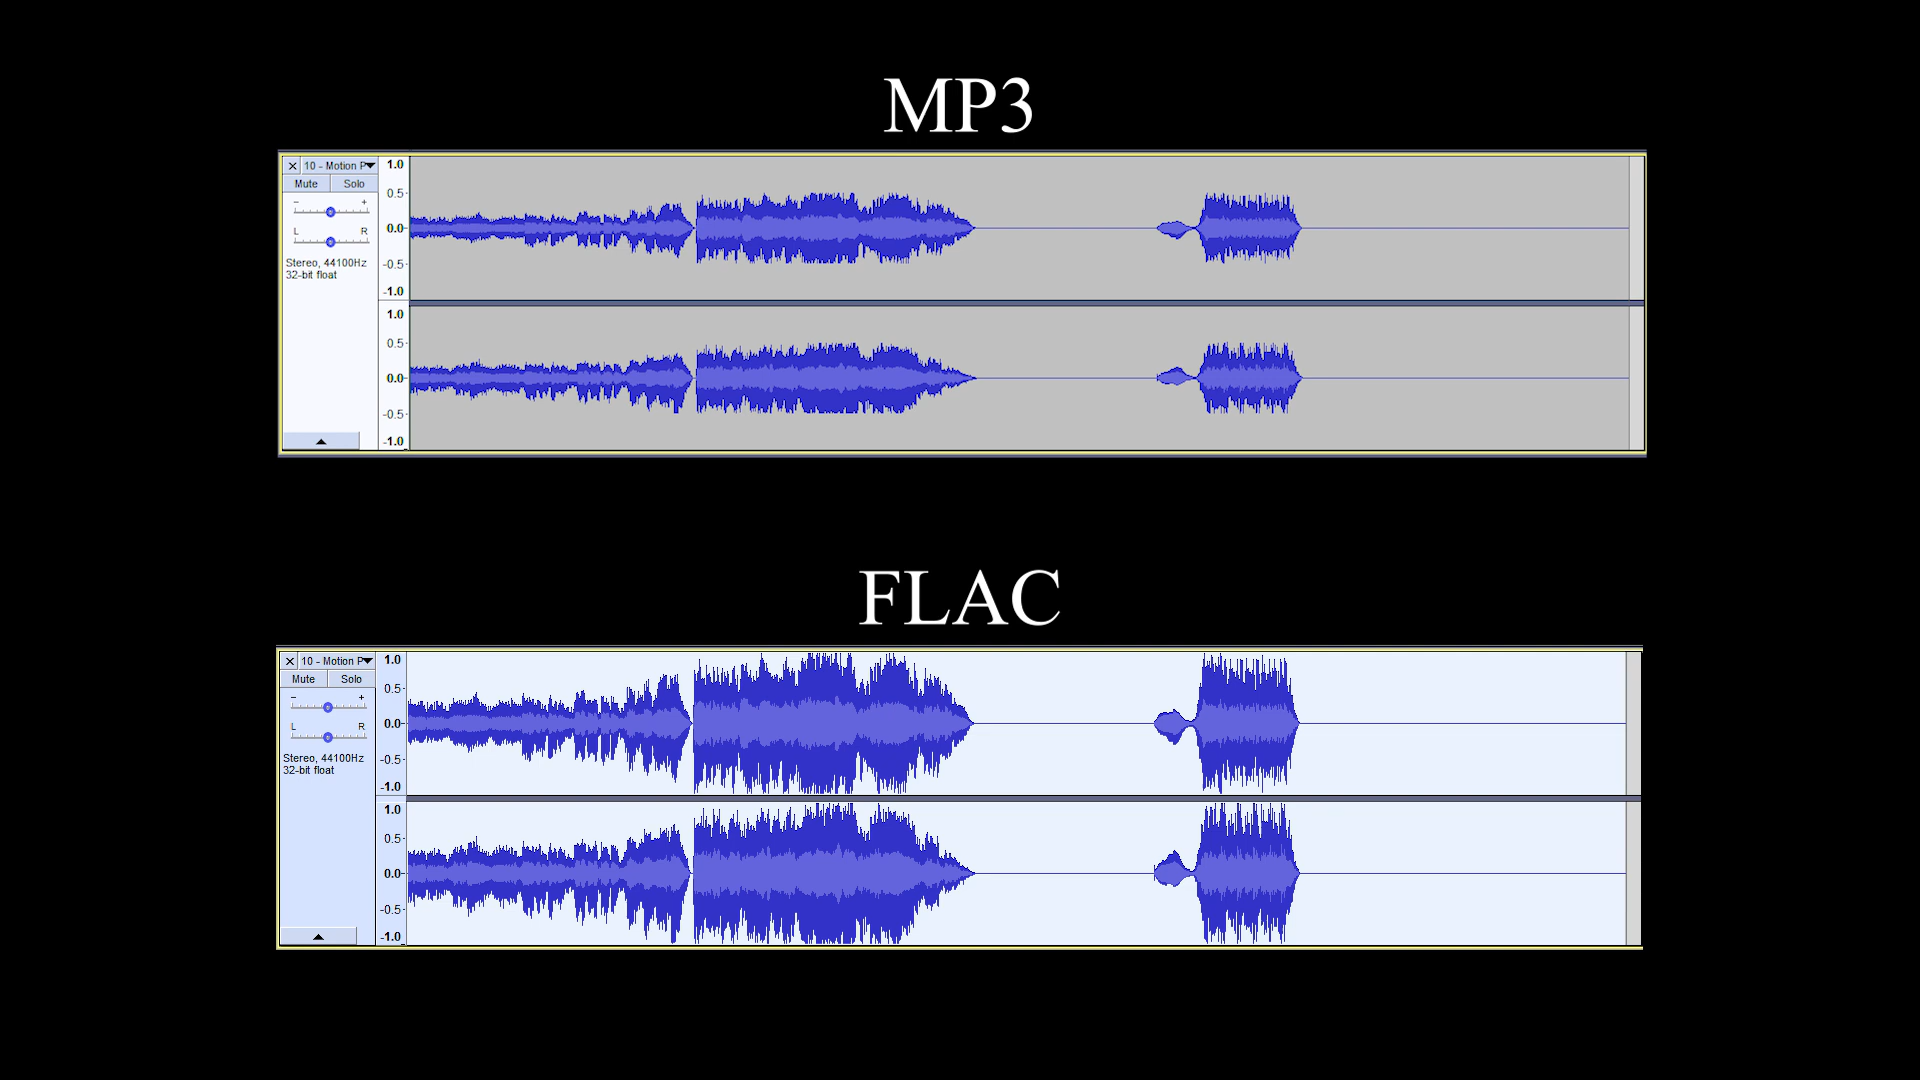 MP3
× 10 - Motion P▼
Mute Solo
- +
L R
Stereo, 44100Hz
32-bit float
1.0
0.5
0.0
-0.5
-1.0
1.0
0.5
0.0
-0.5
-1.0
FLAC
× 10 - Motion P▼
Mute Solo
- +
L R
Stereo, 44100Hz
32-bit float
1.0
0.5
0.0
-0.5
-1.0
1.0
0.5
0.0
-0.5
-1.0